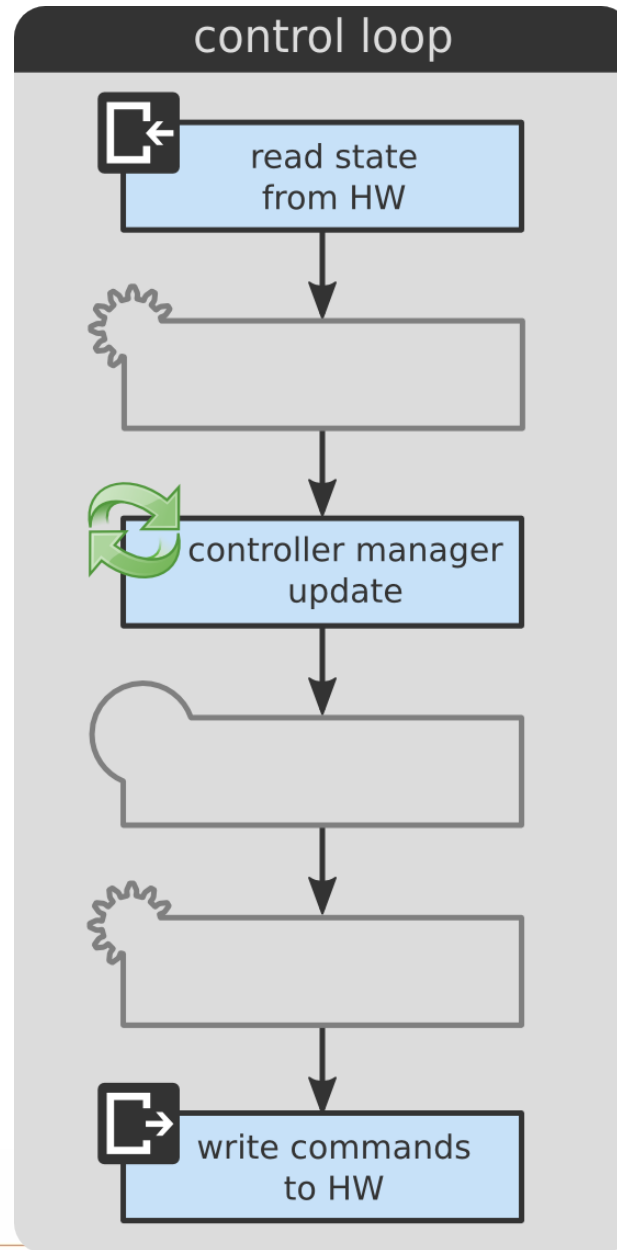 control loop
read state
from HW
controller manager
update
write commands
to HW